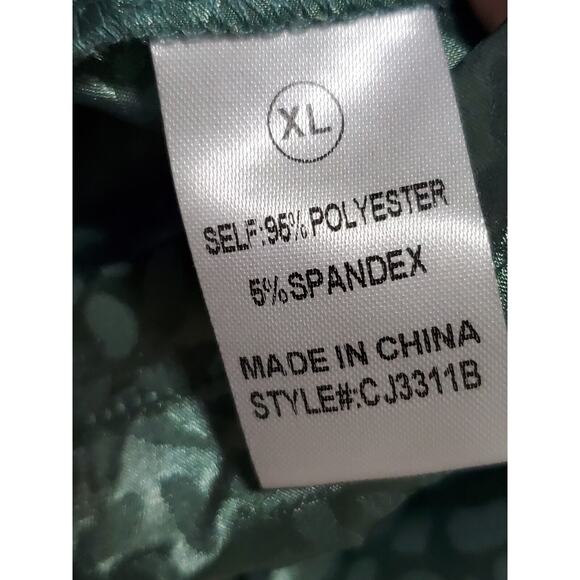 XL
SELF:95%POLYESTER
5%SPANDEX
MADE IN CHINA
STYLE#:CJ3311B